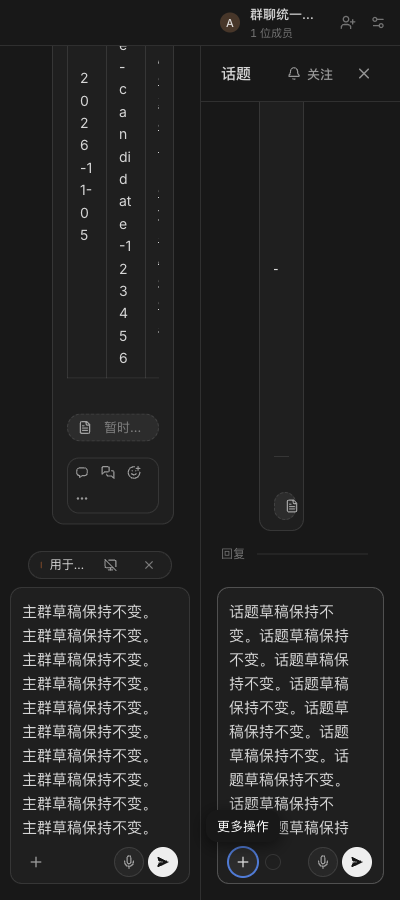 A 群聊统一...
1 位成员
话题
关注
2
0
2
6
-1
1-
0
5
e
-
c
a
n
di
d
at
e
-1
2
3
4
5
6
暂时...
用于...
主群草稿保持不变。
主群草稿保持不变。
主群草稿保持不变。
主群草稿保持不变。
主群草稿保持不变。
主群草稿保持不变。
主群草稿保持不变。
主群草稿保持不变。
主群草稿保持不变。
主群草稿保持不变。
-
回复
话题草稿保持不
变。话题草稿保持
不变。话题草稿保
持不变。话题草稿
保持不变。话题草
稿保持不变。话题
草稿保持不变。话
题草稿保持不变。
话题草稿保持不
题草稿保持
更多操作